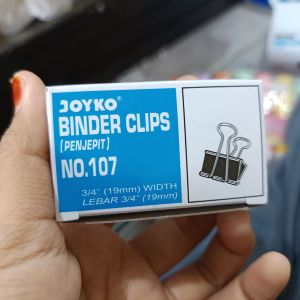 JOYKO®
BINDER CLIPS
(PENJEPIT)
NO.107
3/4" (19mm) WIDTH
LEBAR 3/4" (19mm)